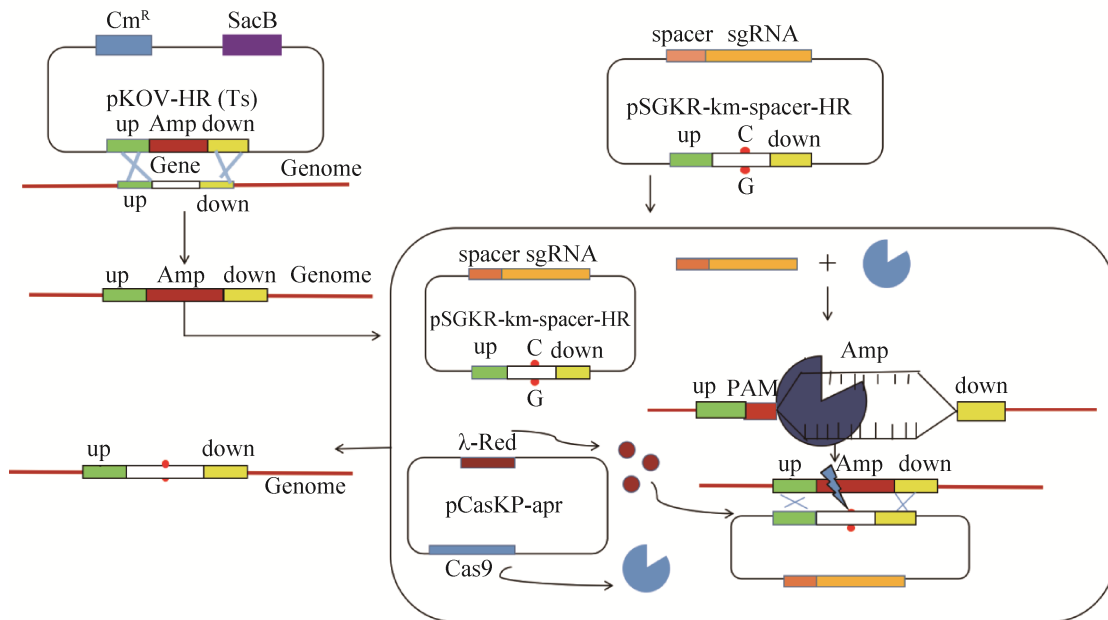 Cmᴿ
SacB
pKOV-HR (Ts)
up Amp down
Gene
Genome
up
down
up Amp down Genome
up
down
Genome
spacer sgRNA
pSGKR-km-spacer-HR
up C down
G
spacer sgRNA
pSGKR-km-spacer-HR
up C down
G
λ-Red
pCasKP-apr
Cas9
+
Amp
up PAM
down
up Amp down